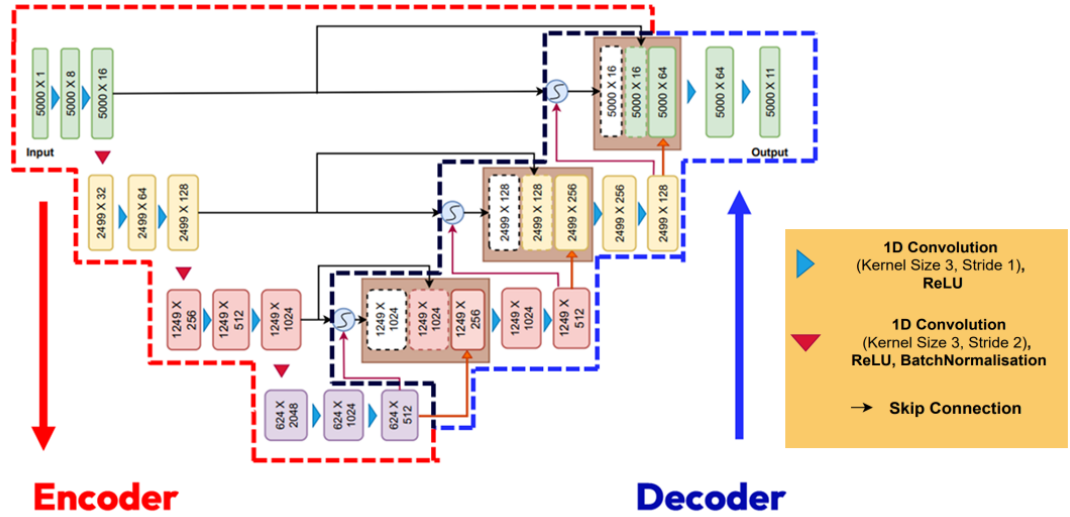 5000 X 1
5000 X 8
5000 X 16
5000 X 16
5000 X 16
5000 X 64
5000 X 64
5000 X 11
Input
Output
2499 X 32
2499 X 64
2499 X 128
2499 X 128
2499 X 128
2499 X 256
2499 X 256
2499 X 128
1249 X
256
1249 X
512
1249 X
1024
1249 X
1024
1249 X
1024
1249 X
256
1249 X
1024
1249 X
512
624 X
2048
624 X
1024
624 X
512
1D Convolution
(Kernel Size 3, Stride 1),
ReLU
1D Convolution
(Kernel Size 3, Stride 2),
ReLU, BatchNormalisation
Skip Connection
Encoder
Decoder